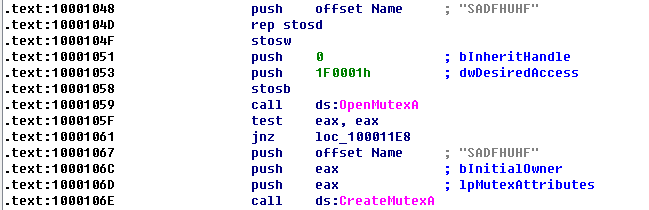 .text:10001048 push offset Name ; "SADFHUHF"
.text:1000104D rep stosd
.text:1000104F stosw
.text:10001051 push 0 ; bInheritHandle
.text:10001053 push 1F0001h ; dwDesiredAccess
.text:10001058 stosb
.text:10001059 call ds:OpenMutexA
.text:1000105F test eax, eax
.text:10001061 jnz loc_100011E8
.text:10001067 push offset Name ; "SADFHUHF"
.text:1000106C push eax ; bInitialOwner
.text:1000106D push eax ; lpMutexAttributes
.text:1000106E call ds:CreateMutexA